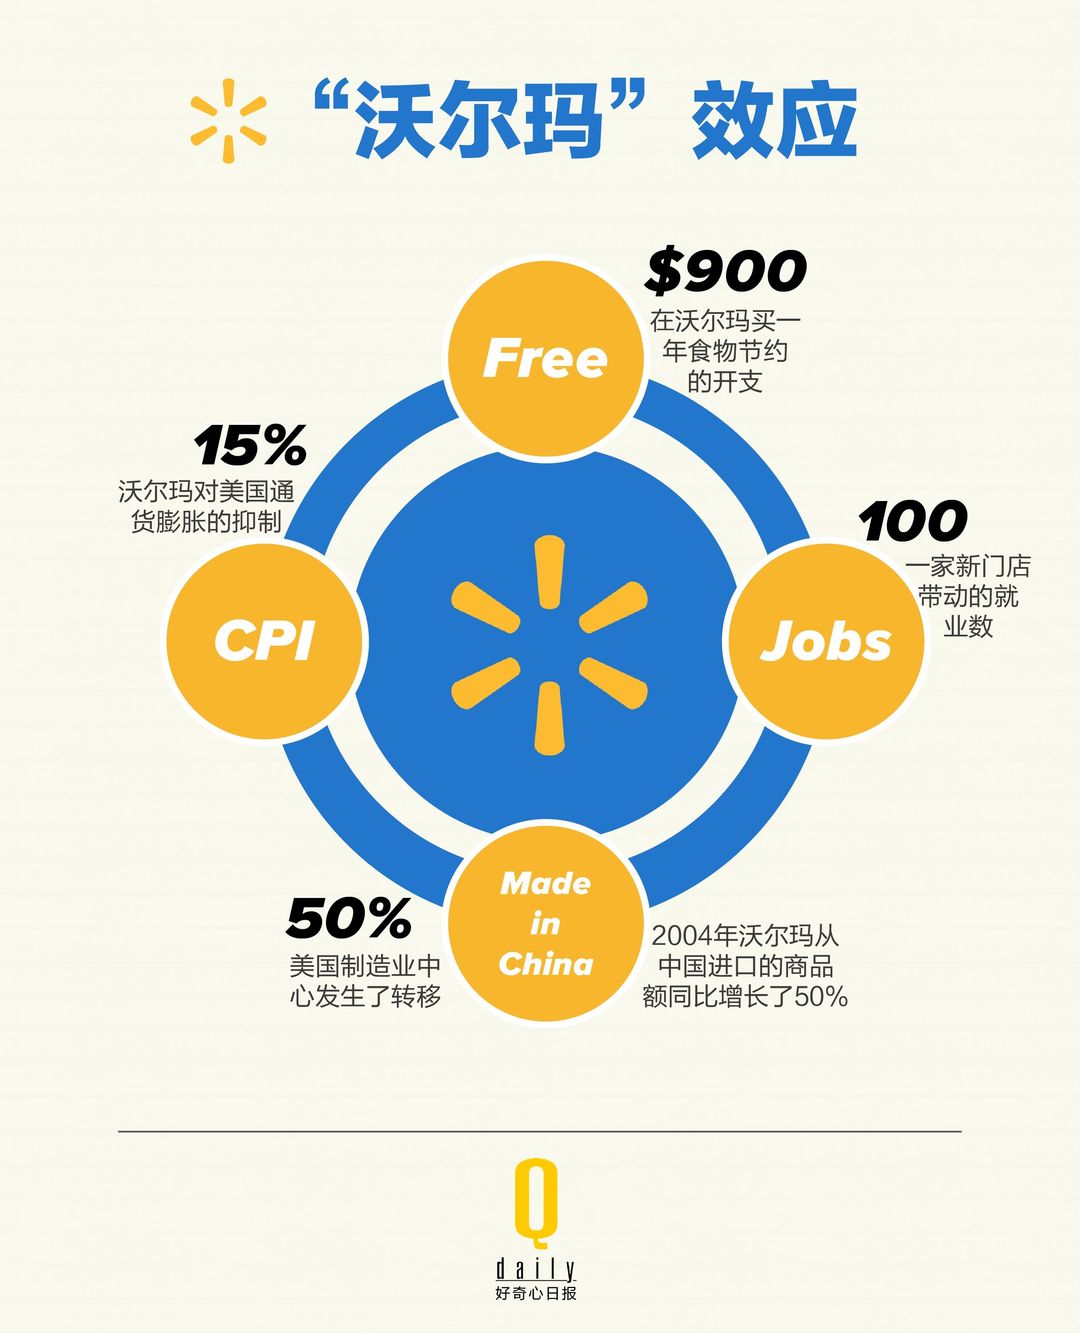 “沃尔玛”效应
$900
在沃尔玛买一
年食物节约
的开支
Free
15%
沃尔玛对美国通
货膨胀的抑制
CPI
100
一家新门店
带动的就
业数
Jobs
50%
美国制造业中
心发生了转移
Made
in
China
2004年沃尔玛从
中国进口的商品
额同比增长了50%
Q
daily
好奇心日报